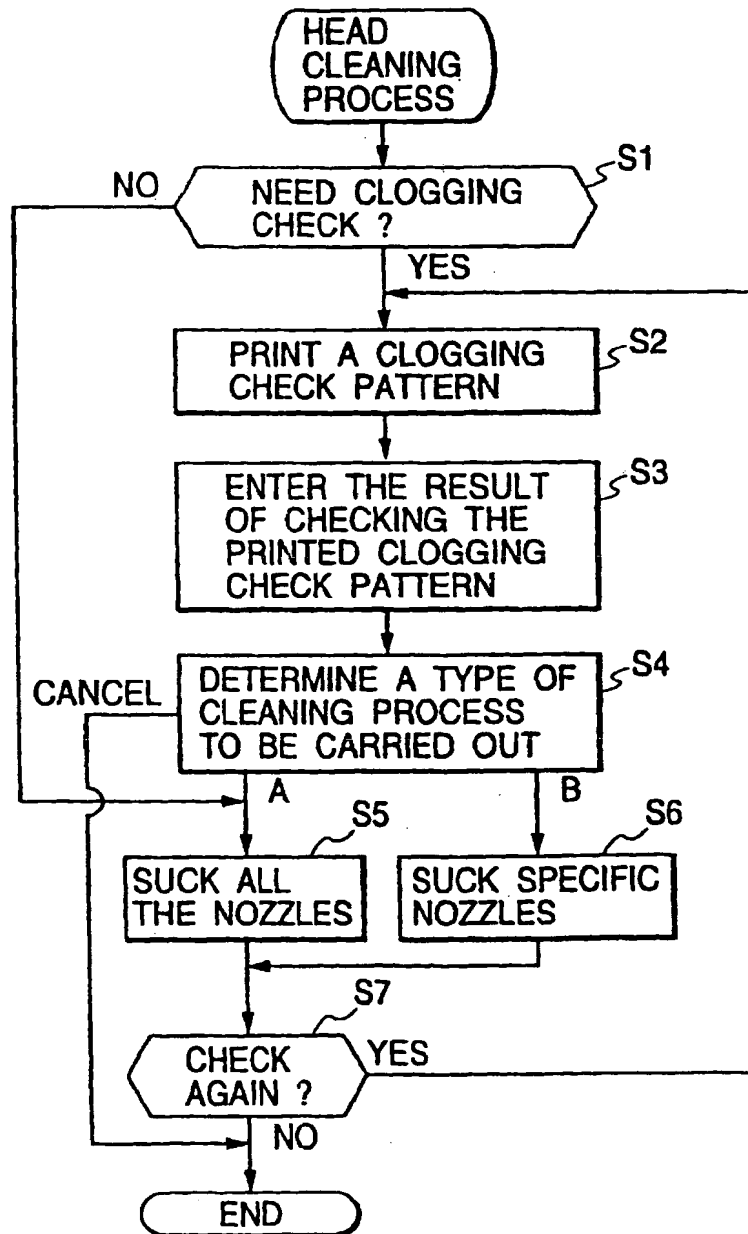 HEAD
CLEANING
PROCESS
S1
NO
NEED CLOGGING
CHECK ?
YES
S2
PRINT A CLOGGING
CHECK PATTERN
S3
ENTER THE RESULT
OF CHECKING THE
PRINTED CLOGGING
CHECK PATTERN
S4
CANCEL
DETERMINE A TYPE OF
CLEANING PROCESS
TO BE CARRIED OUT
A
B
S5
S6
SUCK ALL
THE NOZZLES
SUCK SPECIFIC
NOZZLES
S7
CHECK
AGAIN ?
YES
NO
END